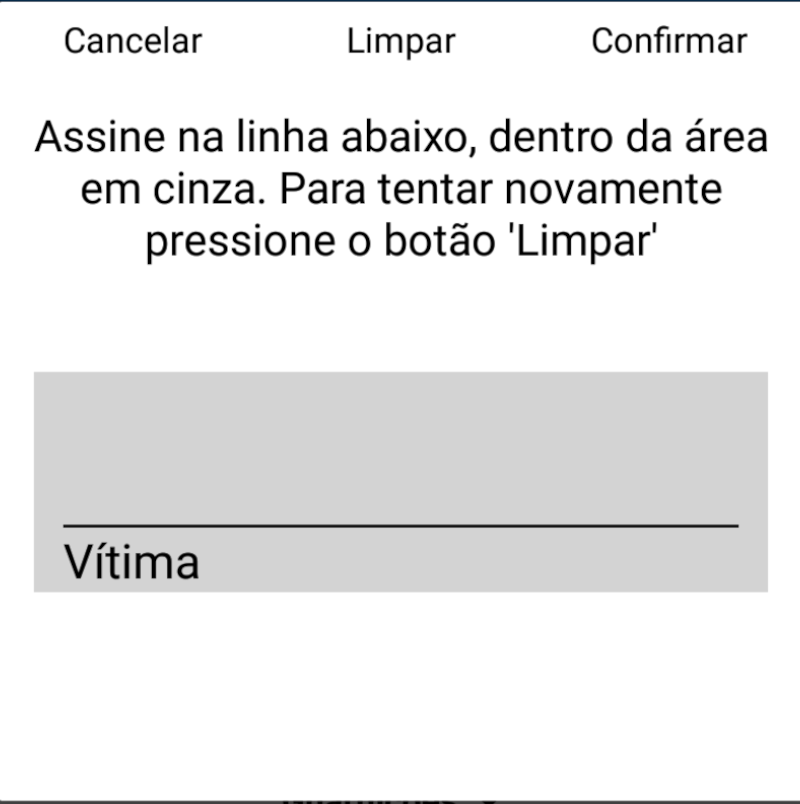 Cancelar Limpar Confirmar
Assine na linha abaixo, dentro da área
em cinza. Para tentar novamente
pressione o botão 'Limpar'
Vítima